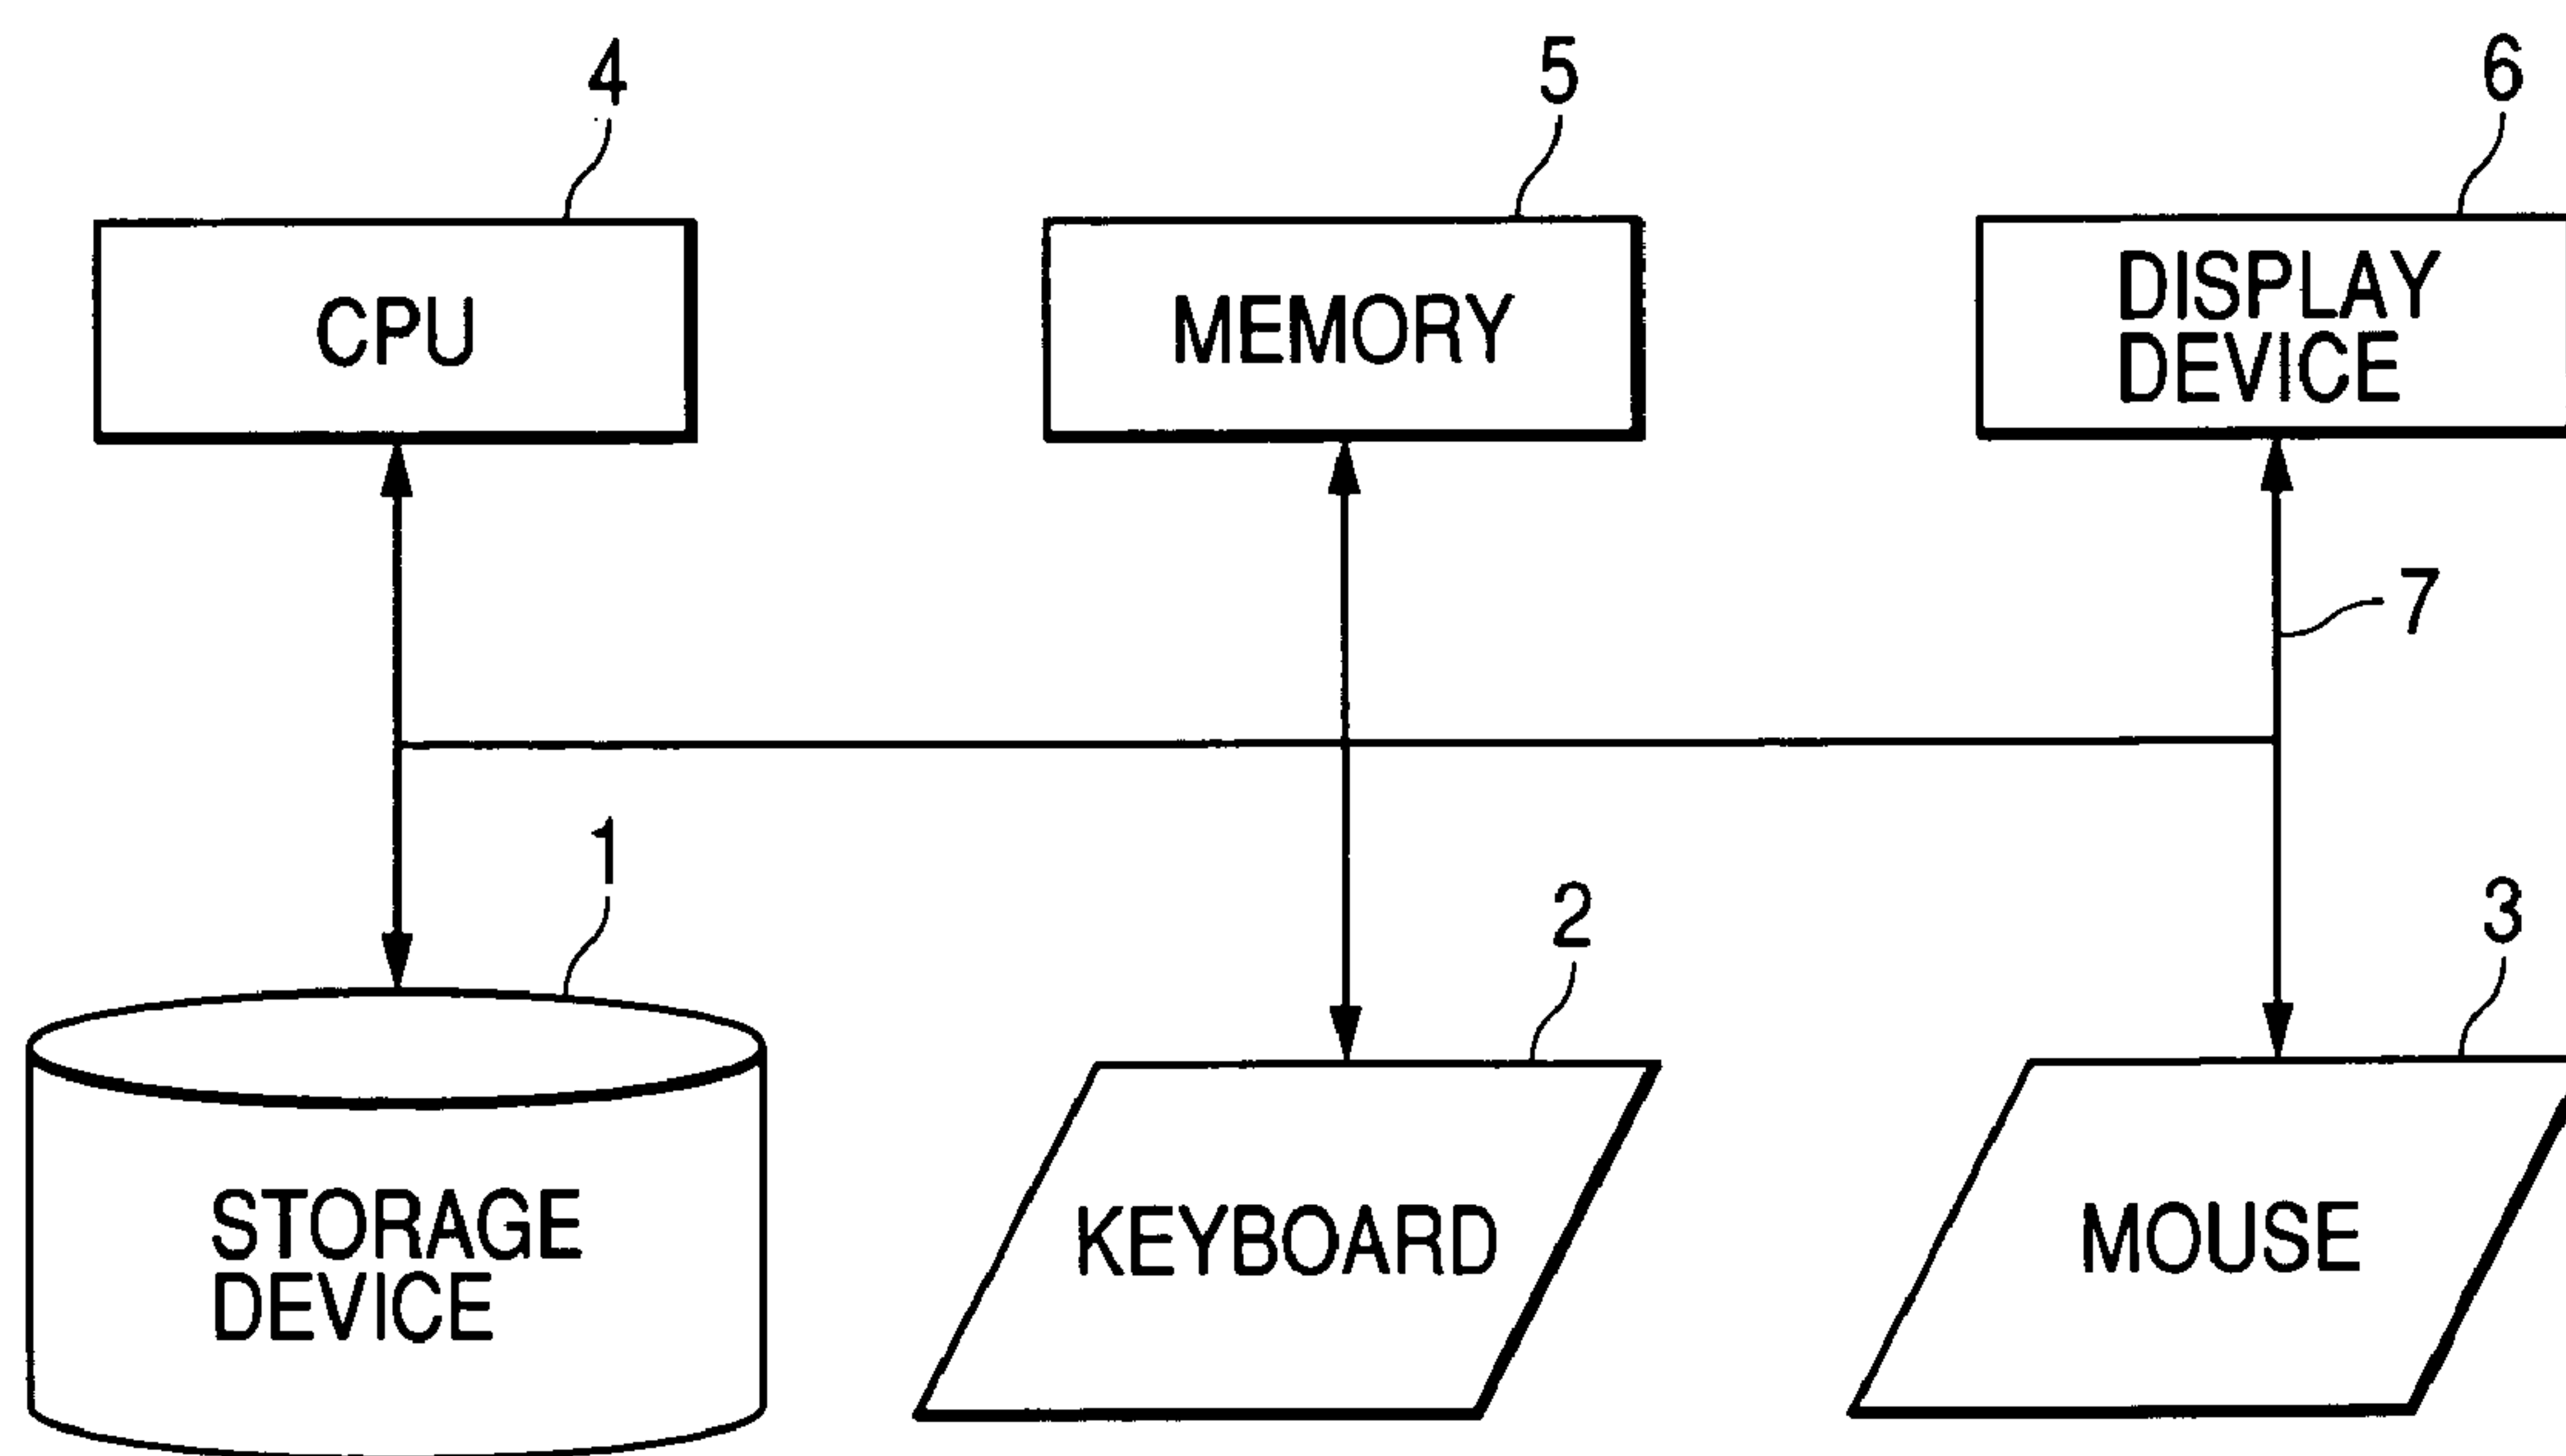 4
5
6
CPU
MEMORY
DISPLAY
DEVICE
7
1
2
3
STORAGE
DEVICE
KEYBOARD
MOUSE